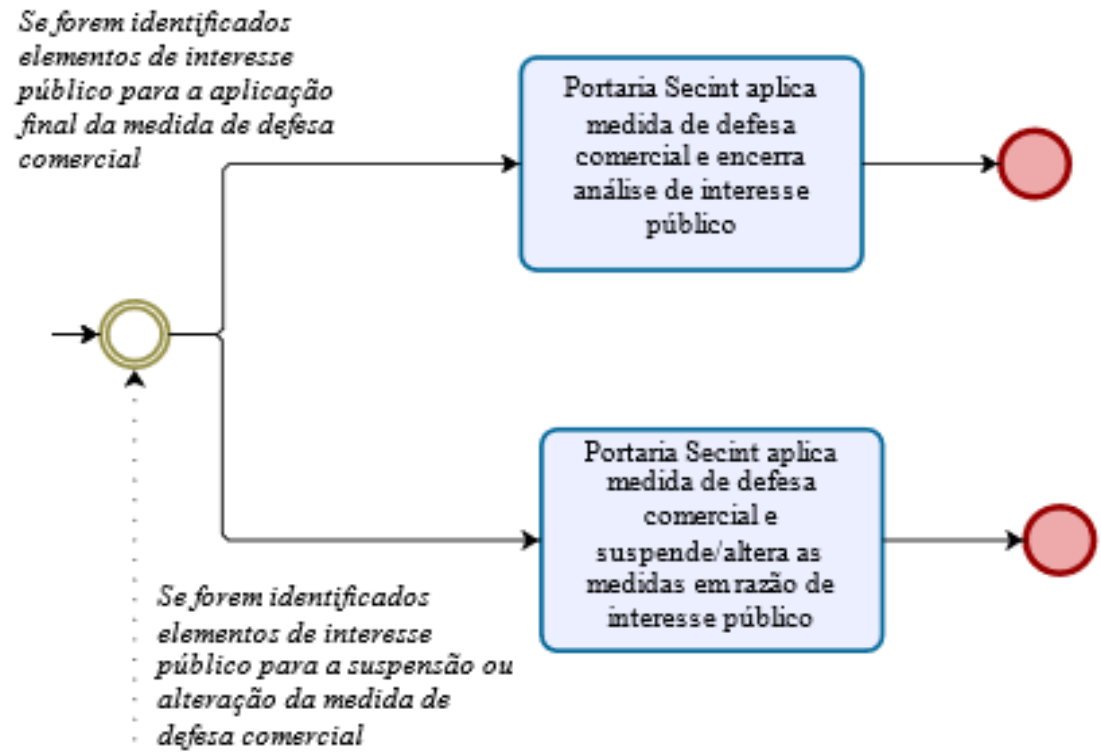 Se forem identificados
elementos de interesse
público para a aplicação
final da medida de defesa
comercial
Portaria Secint aplica
medida de defesa
comercial e encerra
análise de interesse
público
Portaria Secint aplica
medida de defesa
comercial e
suspende/altera as
medidas em razão de
interesse público
Se forem identificados
elementos de interesse
público para a suspensão ou
alteração da medida de
defesa comercial